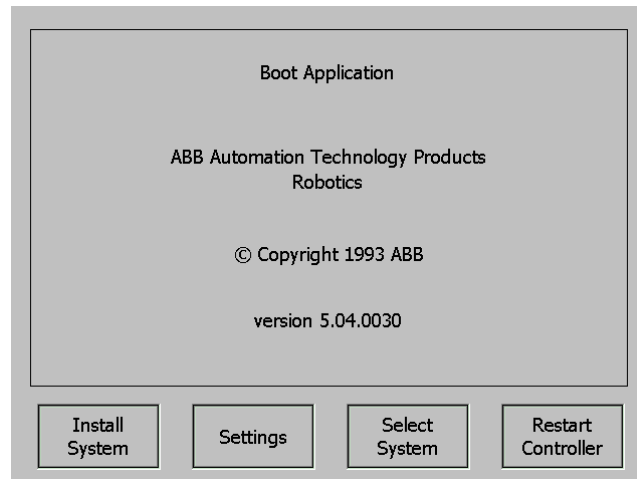 Boot Application
ABB Automation Technology Products
Robotics
© Copyright 1993 ABB
version 5.04.0030
Install
System
Settings
Select
System
Restart
Controller